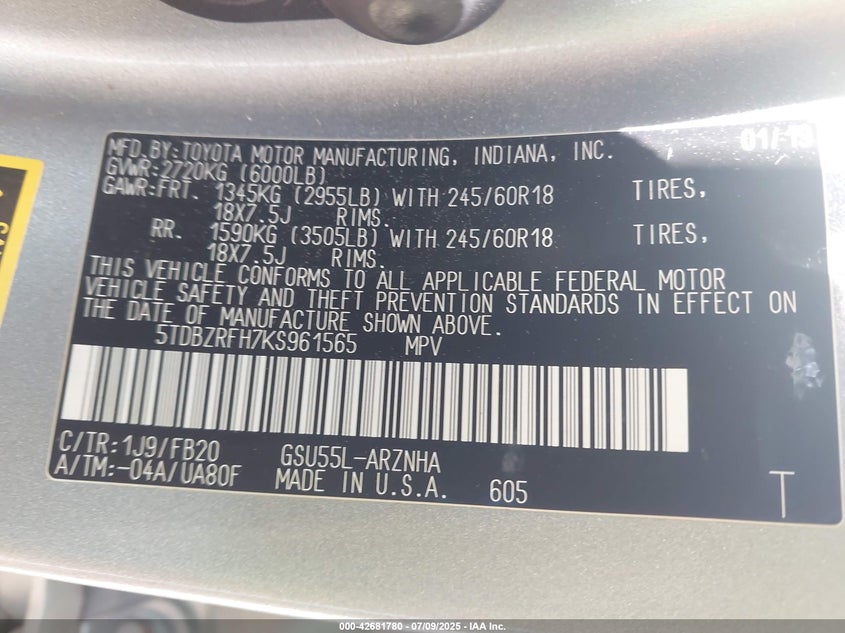 MFD. BY:TOYOTA MOTOR MANUFACTURING, INDIANA, INC. 01/19
GVWR:2720KG (6000LB)
GAWR:FRT. 1345KG (2955LB) WITH 245/60R18 TIRES,
18X7.5J RIMS.
RR. 1590KG (3505LB) WITH 245/60R18 TIRES,
18X7.5J RIMS.
THIS VEHICLE CONFORMS TO ALL APPLICABLE FEDERAL MOTOR
VEHICLE SAFETY AND THEFT PREVENTION STANDARDS IN EFFECT ON
THE DATE OF MANUFACTURE SHOWN ABOVE.
5TDBZRFH7KS961565 MPV
C/TR:1J9/FB20 GSU55L-ARZNHA
A/TM:-04A/UA80F MADE IN U.S.A. 605 T
000-42681780 - 07/09/2025 - IAA Inc.